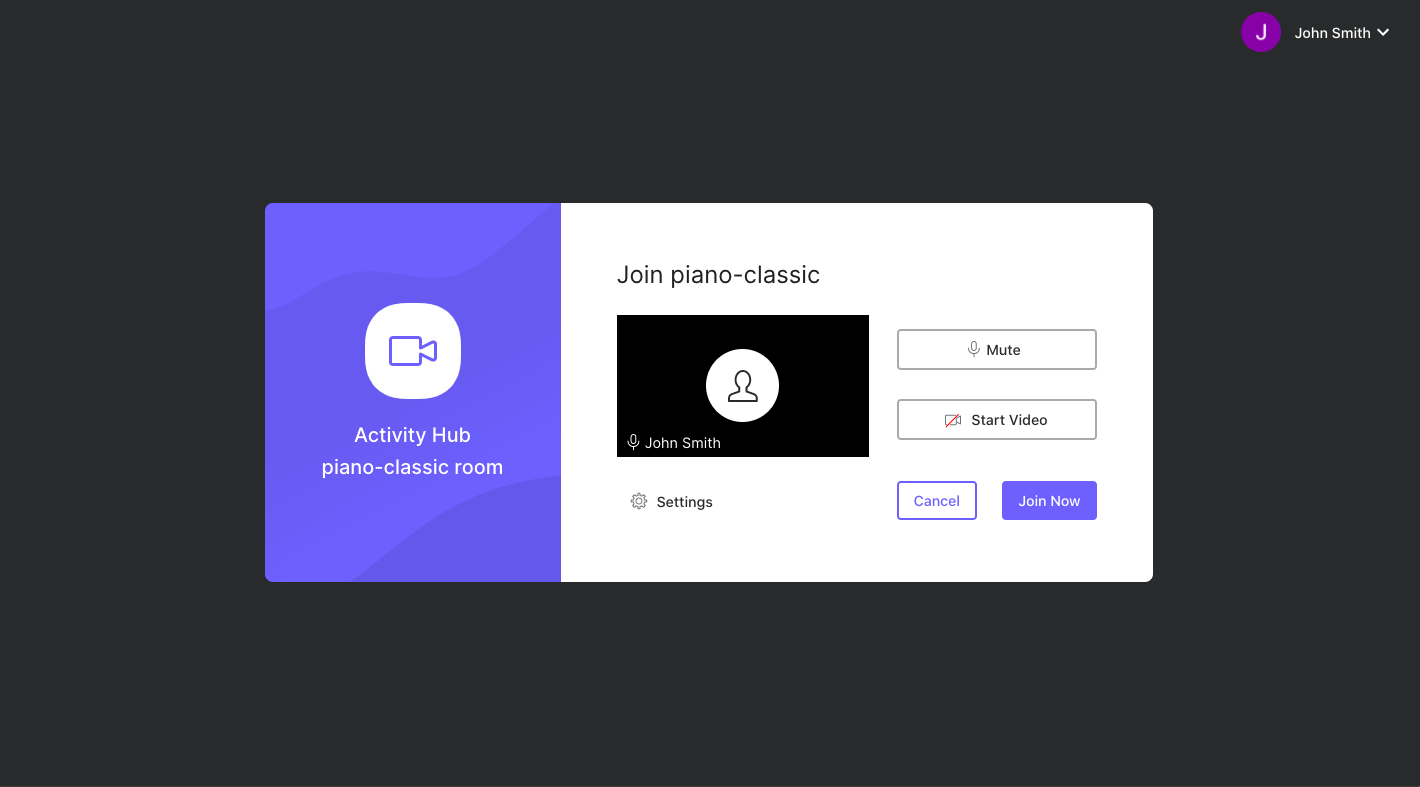 J
John Smith
Activity Hub
piano-classic room
Join piano-classic
John Smith
Mute
Start Video
Settings
Cancel
Join Now